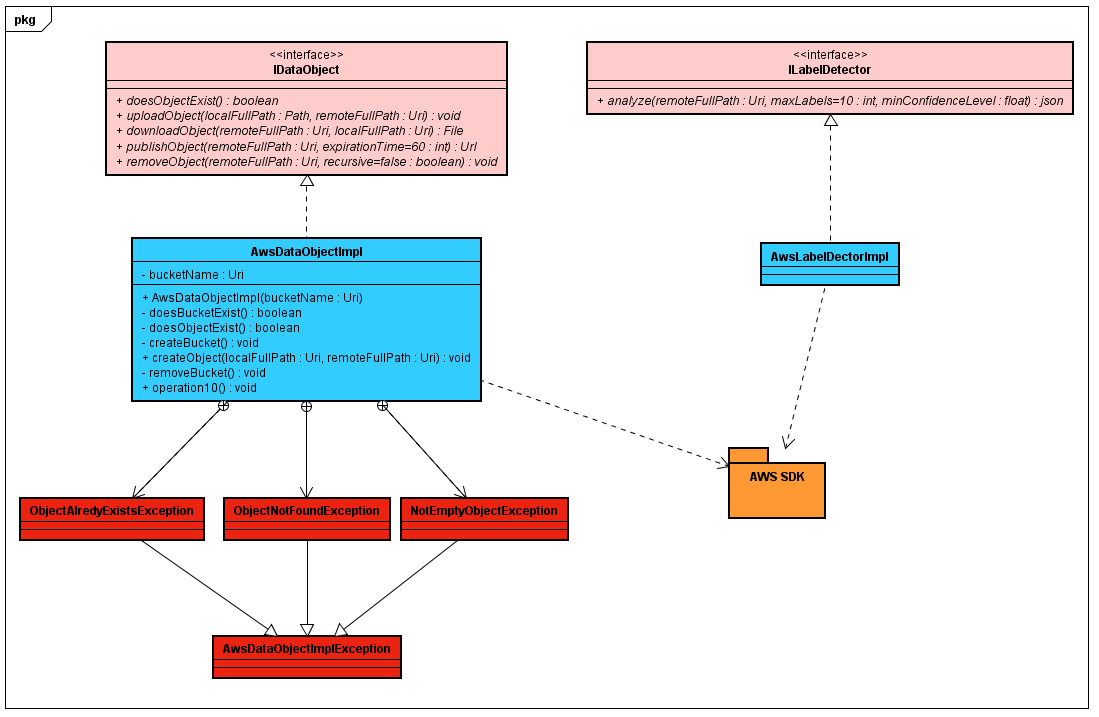 pkg
<<interface>>
IDataObject
+ doesObjectExist() : boolean
+ uploadObject(localFullPath : Path, remoteFullPath : Uri) : void
+ downloadObject(remoteFullPath : Uri, localFullPath : Uri) : File
+ publishObject(remoteFullPath : Uri, expirationTime=60 : int) : Url
+ removeObject(remoteFullPath : Uri, recursive=false : boolean) : void
<<interface>>
ILabelDetector
+ analyze(remoteFullPath : Uri, maxLabels=10 : int, minConfidenceLevel : float) : json
AwsDataObjectImpl
- bucketName : Uri
+ AwsDataObjectImpl(bucketName : Uri)
- doesBucketExist() : boolean
- doesObjectExist() : boolean
- createBucket() : void
+ createObject(localFullPath : Uri, remoteFullPath : Uri) : void
- removeBucket() : void
+ operation10() : void
AwsLabelDectorImpl
AWS SDK
ObjectAlredyExistsException
ObjectNotFoundException
NotEmptyObjectException
AwsDataObjectImplException